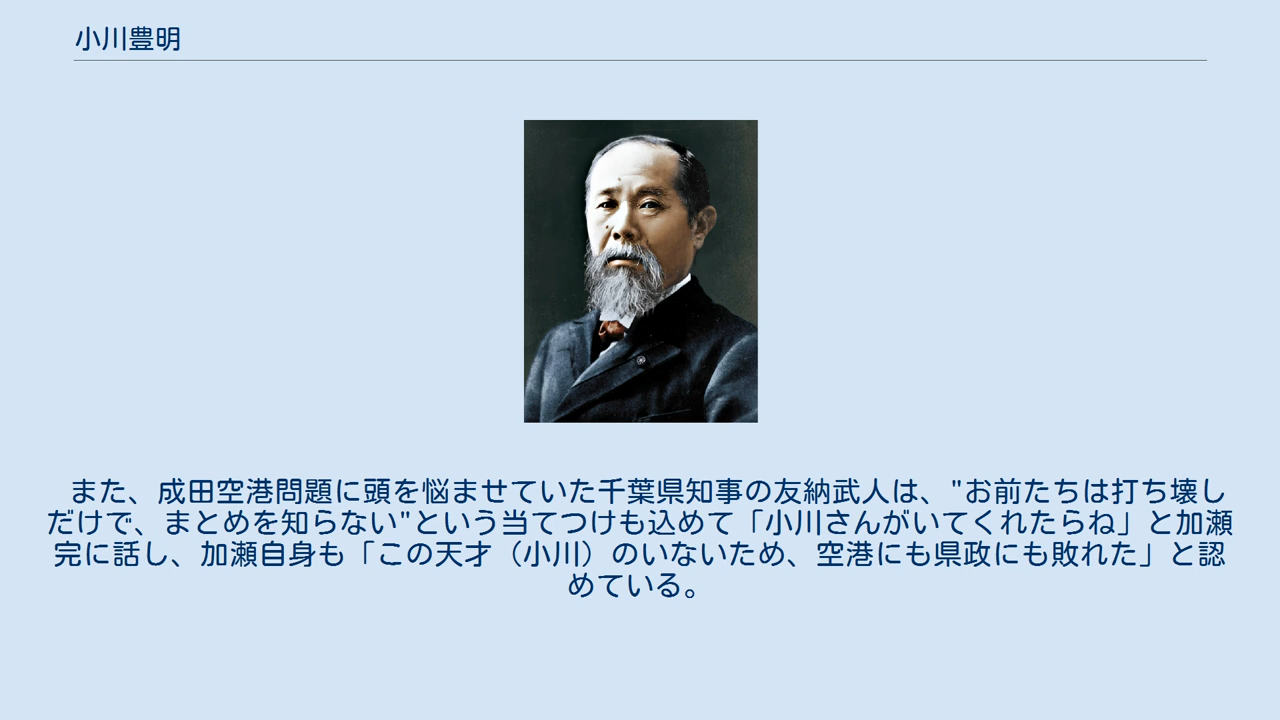 小川豊明
また、成田空港問題に頭を悩ませていた千葉県知事の友納武人は、"お前たちは打ち壊し
だけで、まとめを知らない"という当てつけも込めて「小川さんがいてくれたらね」と加瀬
完に話し、加瀬自身も「この天才（小川）のいないため、空港にも県政にも敗れた」と認
めている。